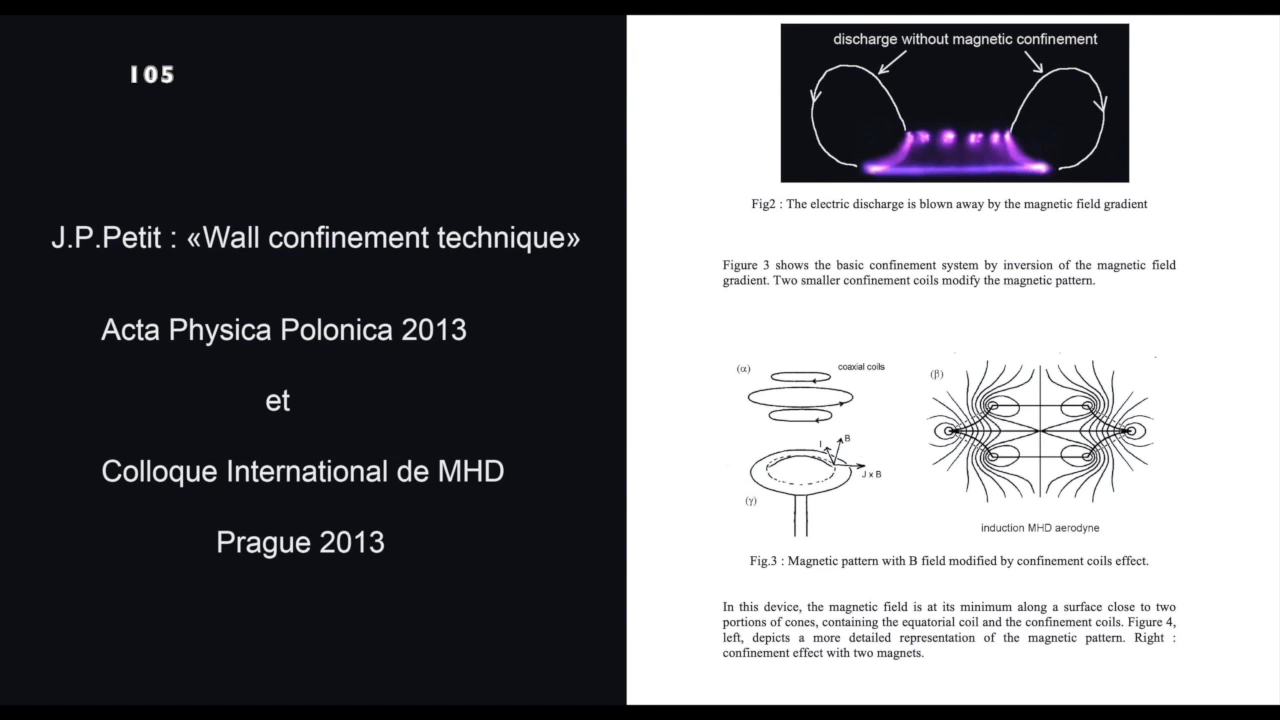 105
J.P.Petit : «Wall confinement technique»
Acta Physica Polonica 2013
et
Colloque International de MHD
Prague 2013
discharge without magnetic confinement
Fig2 : The electric discharge is blown away by the magnetic field gradient
Figure 3 shows the basic confinement system by inversion of the magnetic field
gradient. Two smaller confinement coils modify the magnetic pattern.
(α)
coaxial coils
(β)
I
B
J x B
(γ)
induction MHD aerodyne
Fig.3 : Magnetic pattern with B field modified by confinement coils effect.
In this device, the magnetic field is at its minimum along a surface close to two
portions of cones, containing the equatorial coil and the confinement coils. Figure 4,
left, depicts a more detailed representation of the magnetic pattern. Right :
confinement effect with two magnets.